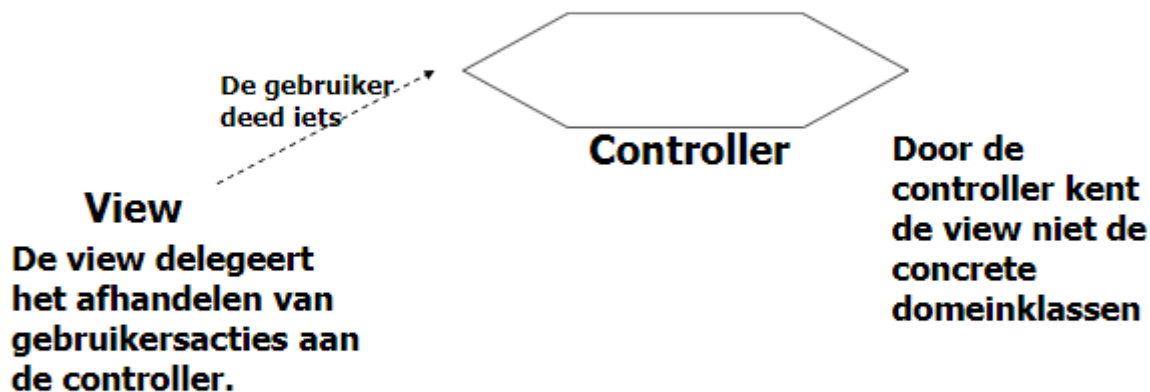 De gebruiker
deed iets
Controller
View
De view delegeert
het afhandelen van
gebruikersacties aan
de controller.
Door de
controller kent
de view niet de
concrete
domeinklassen